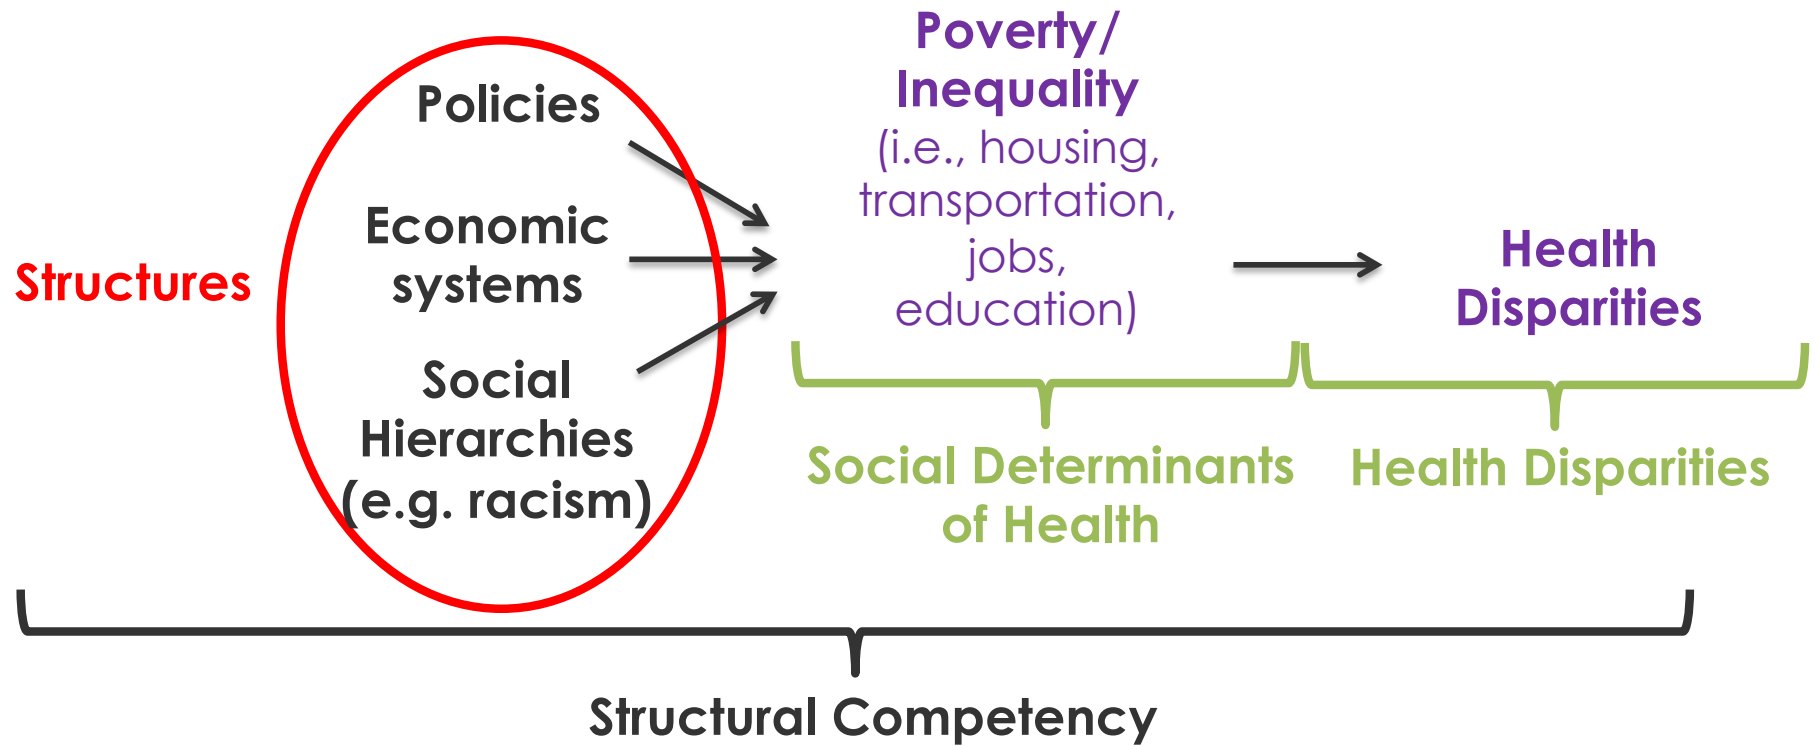 Structures
Policies
Economic
systems
Social
Hierarchies
(e.g. racism)
Poverty/
Inequality
(i.e., housing,
transportation,
jobs,
education)
Health
Disparities
Social Determinants
of Health
Health Disparities
Structural Competency